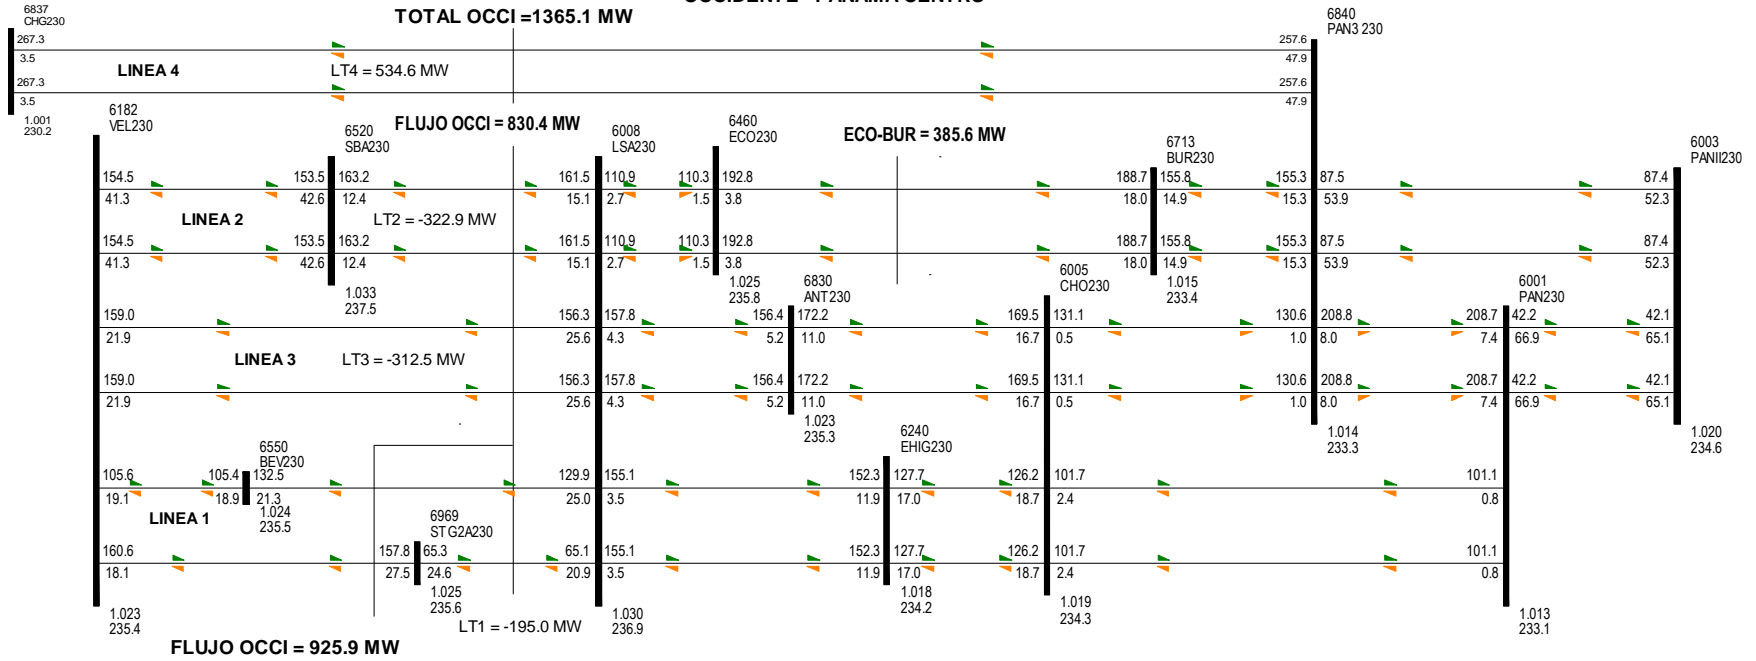 OCCIDENTE - PANAMA CENTRO
TOTAL OCCI =1365.1 MW
6837
CHG230
267.3
3.5
267.3
3.5
1.001
230.2
LINEA 4
LT4 = 534.6 MW
6840
PAN3 230
257.6
47.9
257.6
47.9
6182
VEL230
FLUJO OCCI = 830.4 MW
6520
SBA230
6008
LSA230
6460
ECO230
ECO-BUR = 385.6 MW
6713
BUR230
6003
PANII230
154.5 153.5 163.2 161.5 110.9 110.3 192.8 188.7 155.8 155.3 87.5 87.4
41.3 42.6 12.4 15.1 2.7 1.5 3.8 18.0 14.9 15.3 53.9 52.3
LINEA 2
LT2 = -322.9 MW
154.5 153.5 163.2 161.5 110.9 110.3 192.8 188.7 155.8 155.3 87.5 87.4
41.3 42.6 12.4 15.1 2.7 1.5 3.8 18.0 14.9 15.3 53.9 52.3
1.033
237.5
1.025
235.8
6830
ANT230
6005
CHO230
1.015
233.4
6001
PAN230
159.0 156.3 157.8 156.4 172.2 169.5 131.1 130.6 208.8 208.7 42.2 42.1
21.9 25.6 4.3 5.2 11.0 16.7 0.5 1.0 8.0 7.4 66.9 65.1
LINEA 3
LT3 = -312.5 MW
159.0 156.3 157.8 156.4 172.2 169.5 131.1 130.6 208.8 208.7 42.2 42.1
21.9 25.6 4.3 5.2 11.0 16.7 0.5 1.0 8.0 7.4 66.9 65.1
1.023
235.3
1.014
233.3
1.020
234.6
6550
BEV230
6240
EHIG230
105.6 105.4 132.5 129.9 155.1 152.3 127.7 126.2 101.7 101.1
19.1 18.9 21.3 25.0 3.5 11.9 17.0 18.7 2.4 0.8
1.024
235.5
LINEA 1
6969
STG2A230
160.6 157.8 65.3 65.1 155.1 152.3 127.7 126.2 101.7 101.1
18.1 27.5 24.6 20.9 3.5 11.9 17.0 18.7 2.4 0.8
1.025
235.6
1.018
234.2
1.019
234.3
1.023
235.4
1.030
236.9
1.013
233.1
LT1 = -195.0 MW
FLUJO OCCI = 925.9 MW